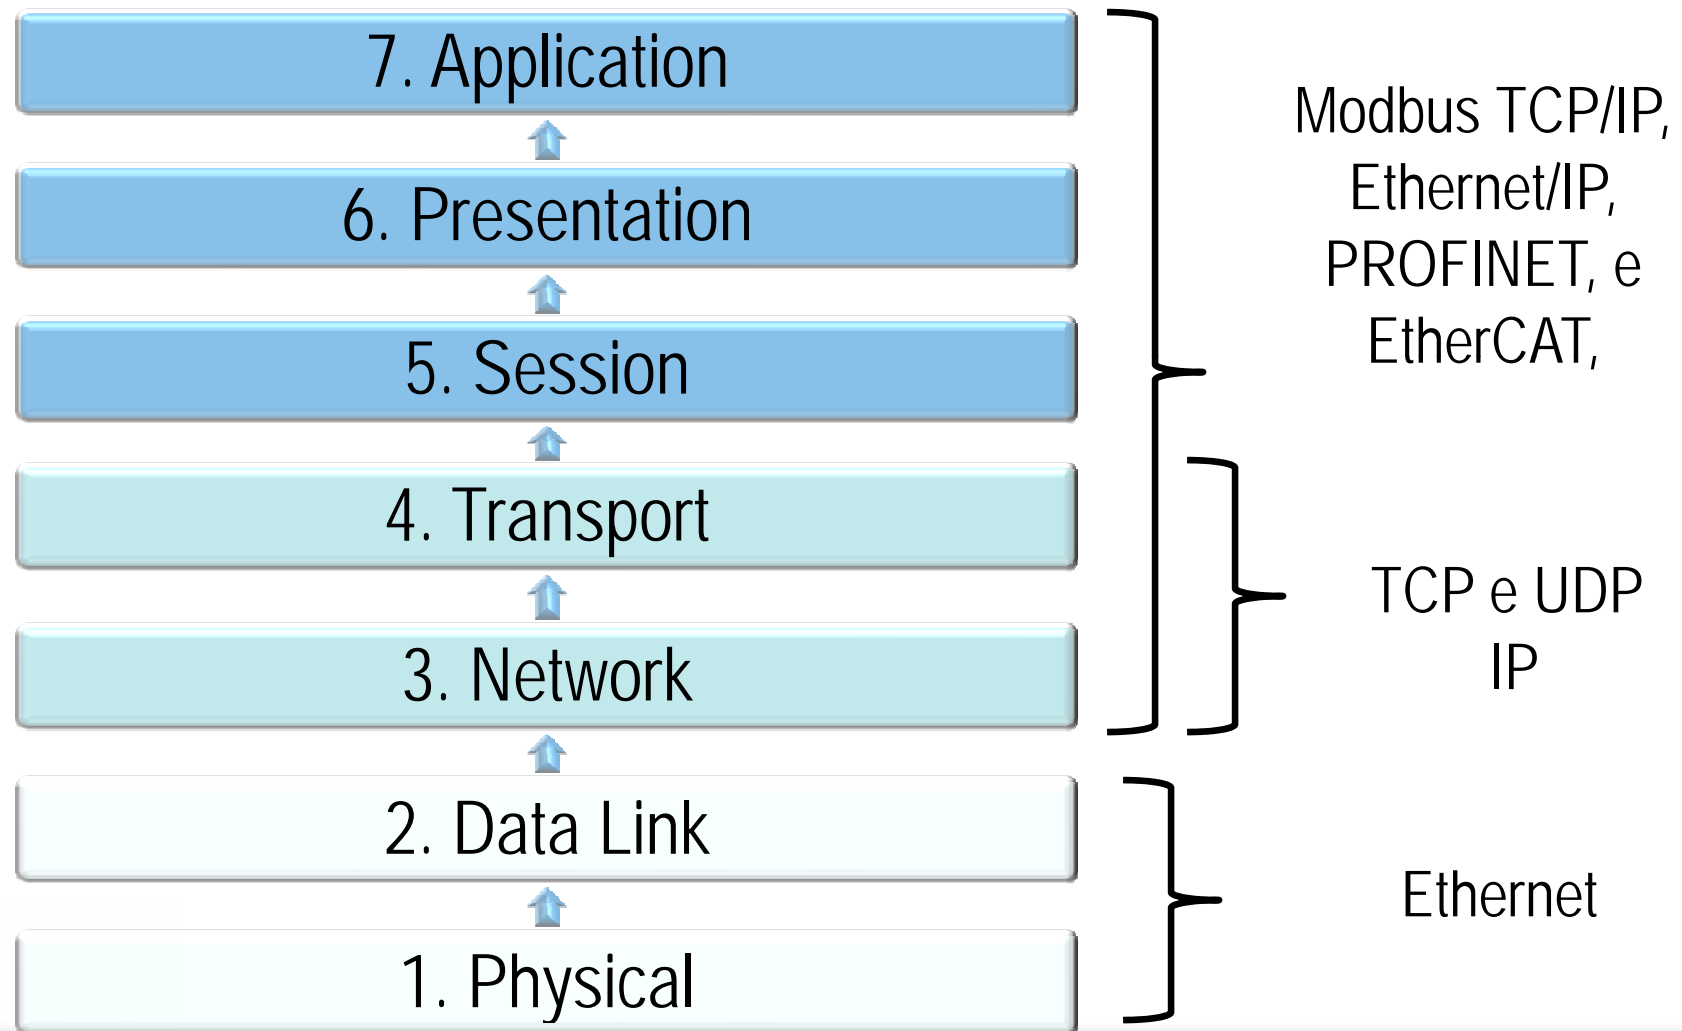 7. Application
6. Presentation
5. Session
4. Transport
3. Network
2. Data Link
1. Physical
Modbus TCP/IP,
Ethernet/IP,
PROFINET, e
EtherCAT,
TCP e UDP
IP
Ethernet